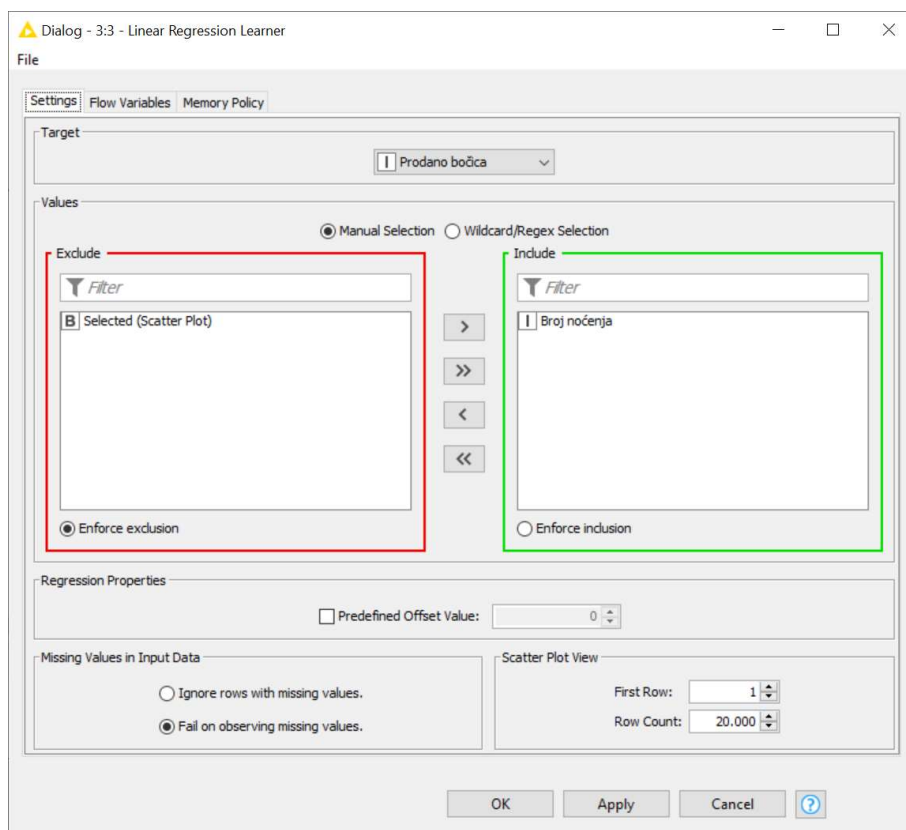 Dialog - 3:3 - Linear Regression Learner
File
Settings Flow Variables Memory Policy
Target
I Prodano bočica
Values
Manual Selection Wildcard/Regex Selection
Exclude
Filter
B Selected (Scatter Plot)
Enforce exclusion
>
>>
<
<<
Include
Filter
I Broj noćenja
Enforce inclusion
Regression Properties
Predefined Offset Value: 0
Missing Values in Input Data
Ignore rows with missing values.
Fail on observing missing values.
Scatter Plot View
First Row: 1
Row Count: 20.000
OK Apply Cancel ?